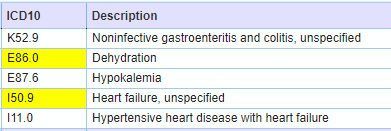 ICD10 Description
K52.9 Noninfective gastroenteritis and colitis, unspecified
E86.0 Dehydration
E87.6 Hypokalemia
I50.9 Heart failure, unspecified
I11.0 Hypertensive heart disease with heart failure